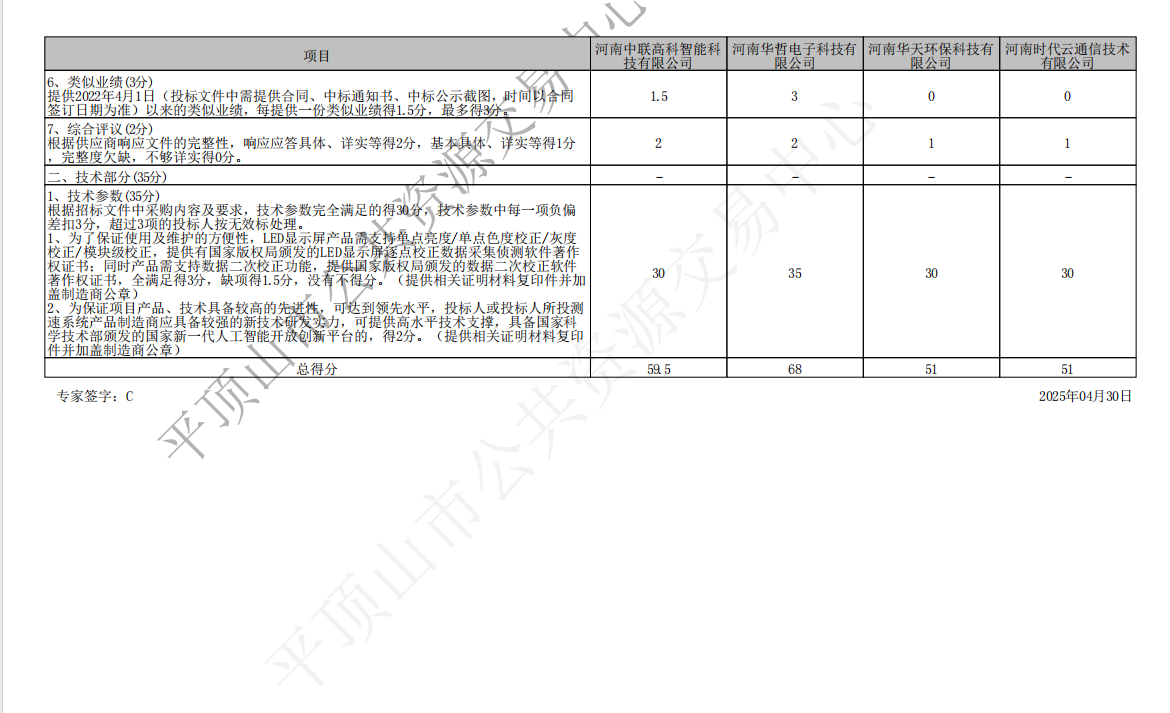 项目
河南中联高科智能科
技有限公司
河南华哲电子科技有
限公司
河南华天环保科技有
限公司
河南时代云通信技术
有限公司
6、类似业绩(3分)
提供2022年4月1日（投标文件中需提供合同、中标通知书、中标公示截图，时间以合同
签订日期为准）以来的类似业绩，每提供一份类似业绩得1.5分，最多得3分。
1.5
3
0
0
7、综合评议(2分)
根据供应商响应文件的完整性，响应应答具体、详实等得2分，基本具体、详实等得1分
，完整度欠缺，不够详实得0分。
2
2
1
1
二、技术部分(35分)
—
—
—
—
1、技术参数(35分)
根据招标文件中采购内容及要求，技术参数完全满足的得30分，技术参数中每一项负偏
差扣3分，超过3项的投标人按无效标处理。
1、为了保证使用及维护的方便性，LED显示屏产品需支持单点亮度/单点色度校正/灰度
校正/模块级校正，提供有国家版权局颁发的LED显示屏逐点校正数据采集侦测软件著作
权证书；同时产品需支持数据二次校正功能，提供国家版权局颁发的数据二次校正软件
著作权证书，全满足得3分，缺项得1.5分，没有不得分。（提供相关证明材料复印件并加
盖制造商公章）
2、为保证项目产品、技术具备较高的先进性，可达到领先水平，投标人或投标人所投测
速系统产品制造商应具备较强的新技术研发实力，可提供高水平技术支撑，具备国家科
学技术部颁发的国家新一代人工智能开放创新平台的，得2分。（提供相关证明材料复印
件并加盖制造商公章）
30
35
30
30
总得分
59.5
68
51
51
专家签字：C
2025年04月30日
平顶山市公共资源交易中心
平顶山市公共资源交易中心